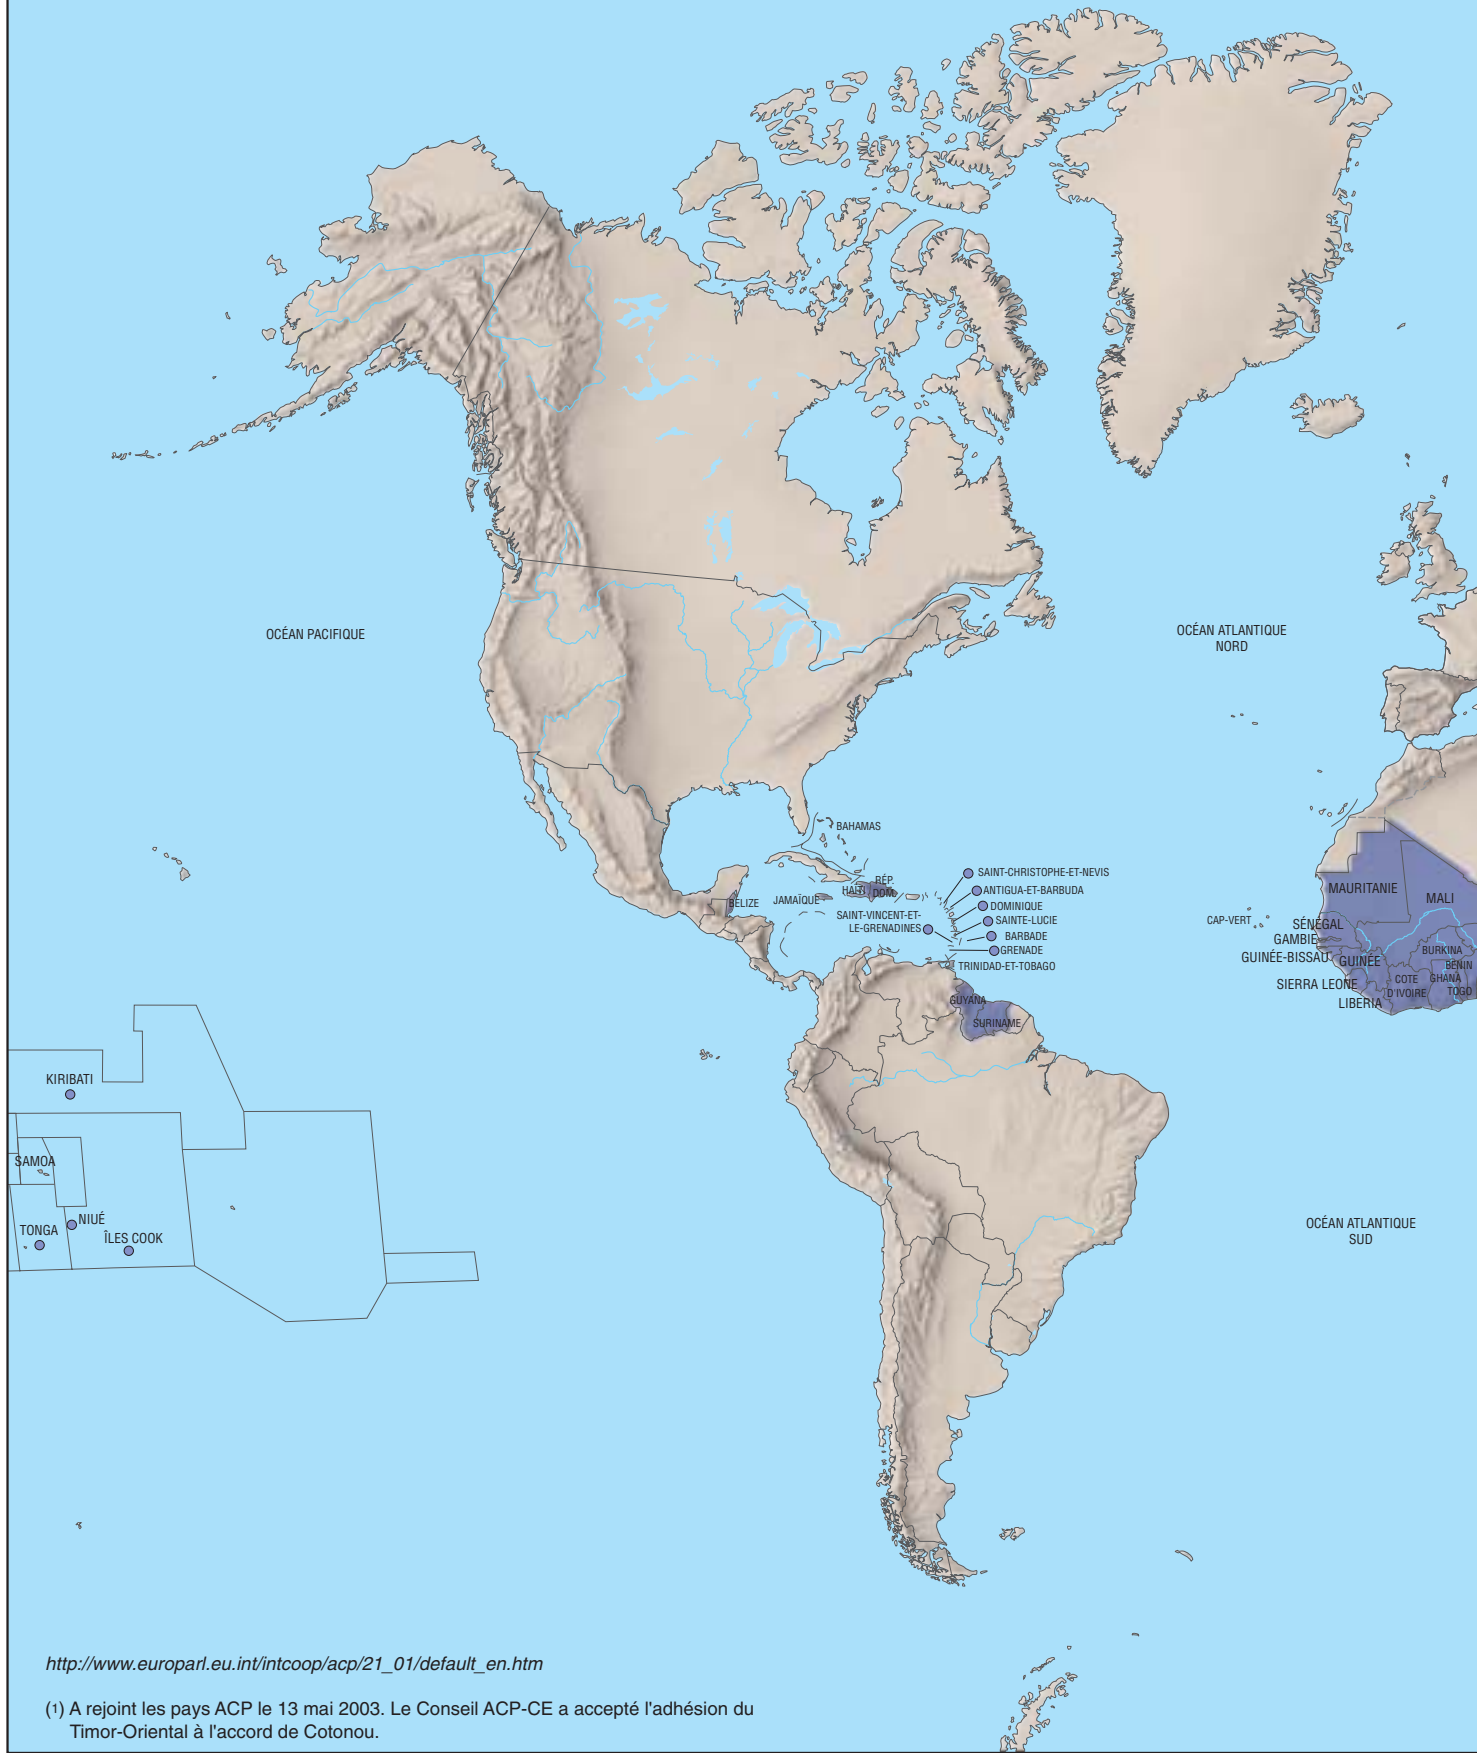 OCÉAN PACIFIQUE
OCÉAN ATLANTIQUE
NORD
BAHAMAS
SAINT-CHRISTOPHE-ET-NEVIS
RÉP.
DOM.
HAÏTI
ANTIGUA-ET-BARBUDA
JAMAÏQUE
BELIZE
DOMINIQUE
SAINT-VINCENT-ET-
LE-GRENADINES
SAINTE-LUCIE
BARBADE
GRENADE
TRINIDAD-ET-TOBAGO
GUYANA
SURINAME
MAURITANIE
MALI
CAP-VERT
SÉNÉGAL
GAMBIE
GUINÉE-BISSAU
GUINÉE
BURKINA
BÉNIN
SIERRA LEONE
COTE
D'IVOIRE
GHANA
TOGO
LIBERIA
KIRIBATI
SAMOA
TONGA
NIUÉ
ÎLES COOK
OCÉAN ATLANTIQUE
SUD
http://www.europarl.eu.int/intcoop/acp/21_01/default_en.htm
(1) A rejoint les pays ACP le 13 mai 2003. Le Conseil ACP-CE a accepté l'adhésion du
Timor-Oriental à l'accord de Cotonou.